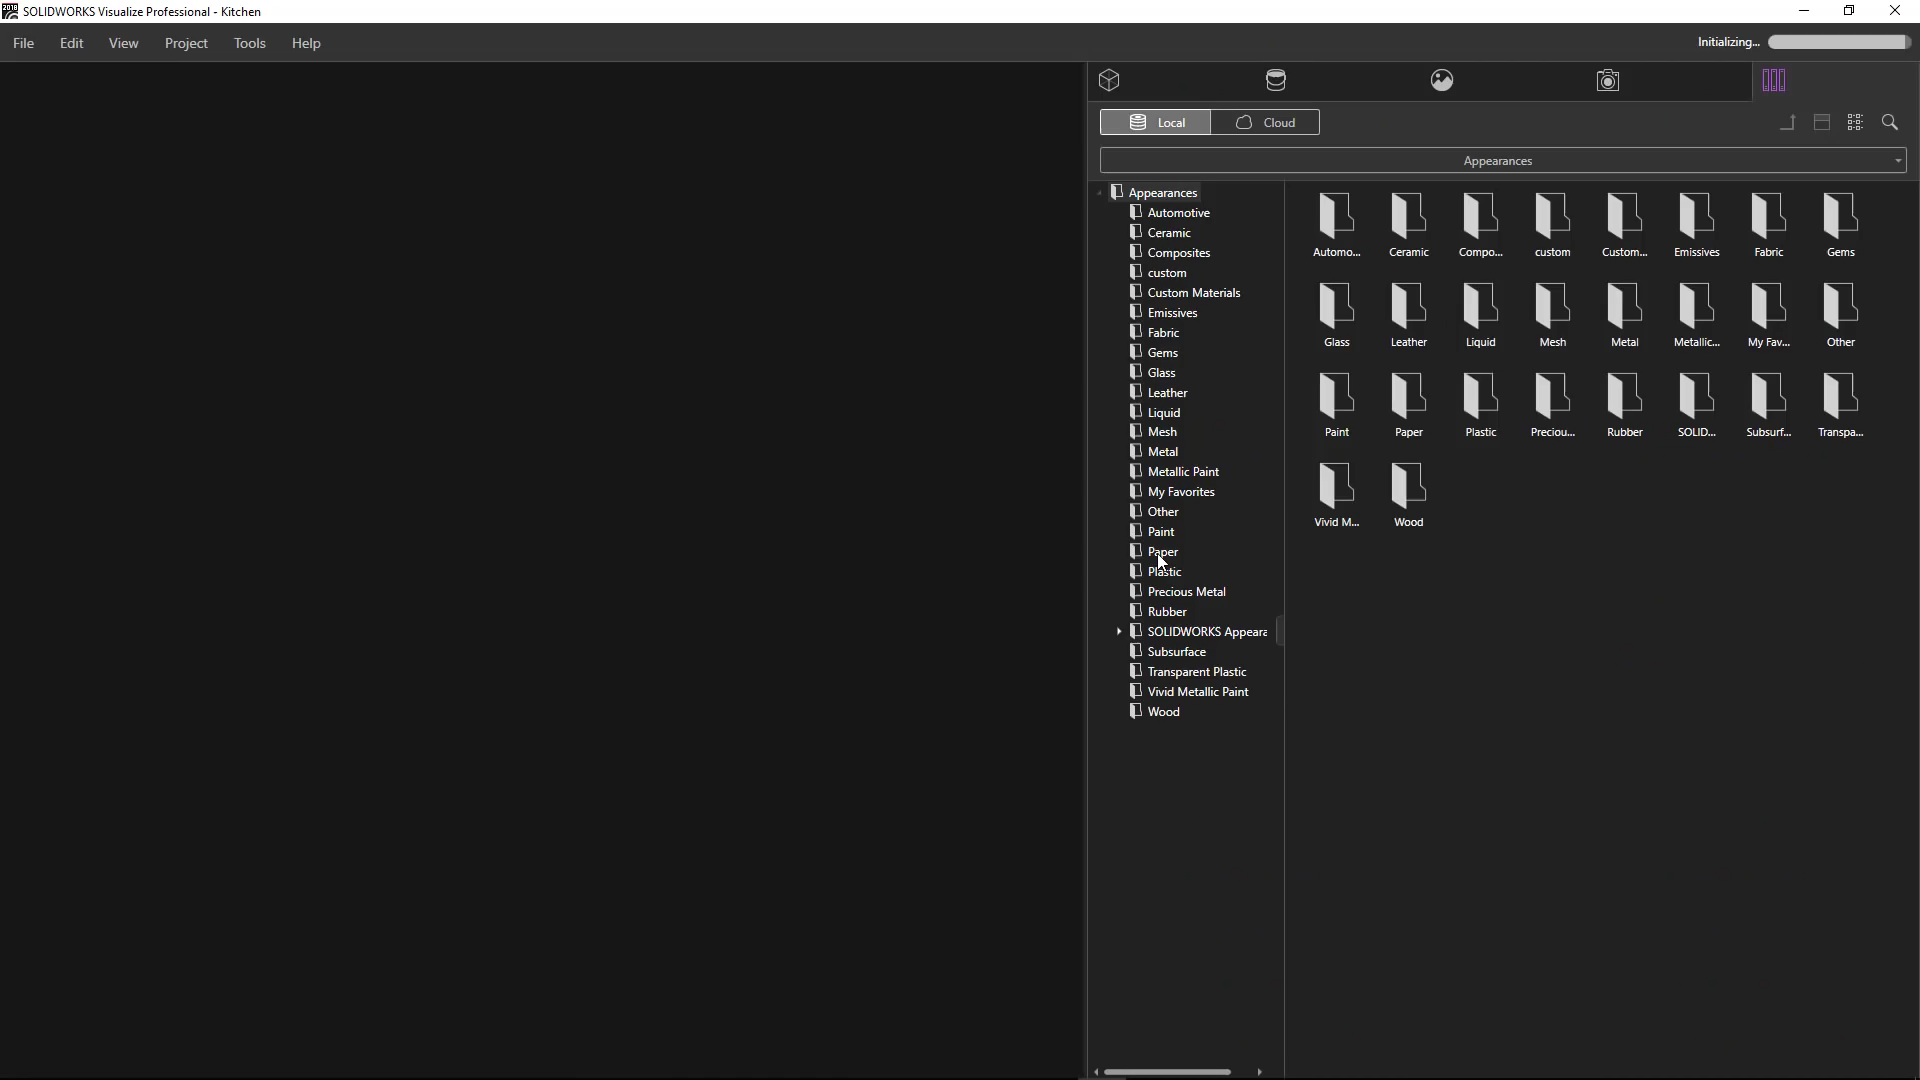 SOLIDWORKS Visualize Professional - Kitchen
File Edit View Project Tools Help
Initializing...
Local Cloud
Appearances
Appearances
Automotive
Ceramic
Composites
custom
Custom Materials
Emissives
Fabric
Gems
Glass
Leather
Liquid
Mesh
Metal
Metallic Paint
My Favorites
Other
Paint
Paper
Plastic
Precious Metal
Rubber
SOLIDWORKS Appeara
Subsurface
Transparent Plastic
Vivid Metallic Paint
Wood
Automo... Ceramic Compo... custom Custom... Emissives Fabric Gems
Glass Leather Liquid Mesh Metal Metallic... My Fav... Other
Paint Paper Plastic Preciou... Rubber SOLID... Subsurf... Transpa...
Vivid M... Wood